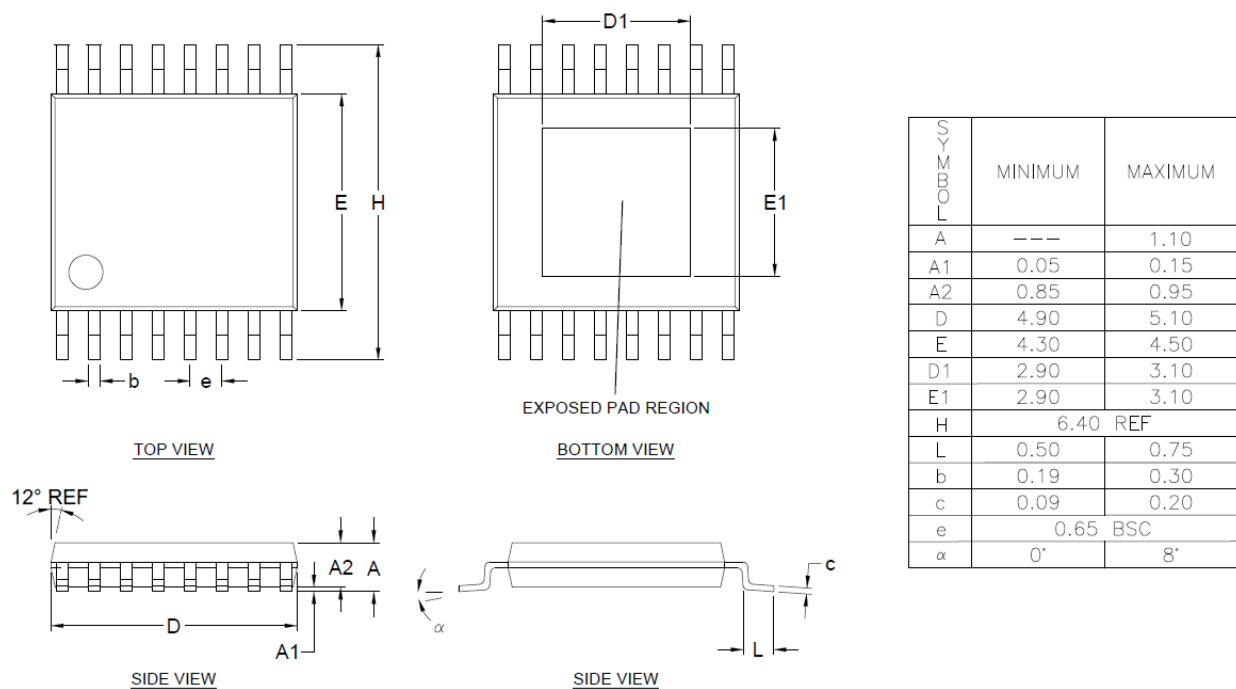 D1
E
H
E1
b
e
EXPOSED PAD REGION
TOP VIEW
BOTTOM VIEW
12° REF
A2
A
c
α
D
L
A1
SIDE VIEW
SIDE VIEW
SYMBOL MINIMUM MAXIMUM
A --- 1.10
A1 0.05 0.15
A2 0.85 0.95
D 4.90 5.10
E 4.30 4.50
D1 2.90 3.10
E1 2.90 3.10
H 6.40 REF
L 0.50 0.75
b 0.19 0.30
c 0.09 0.20
e 0.65 BSC
α 0° 8°